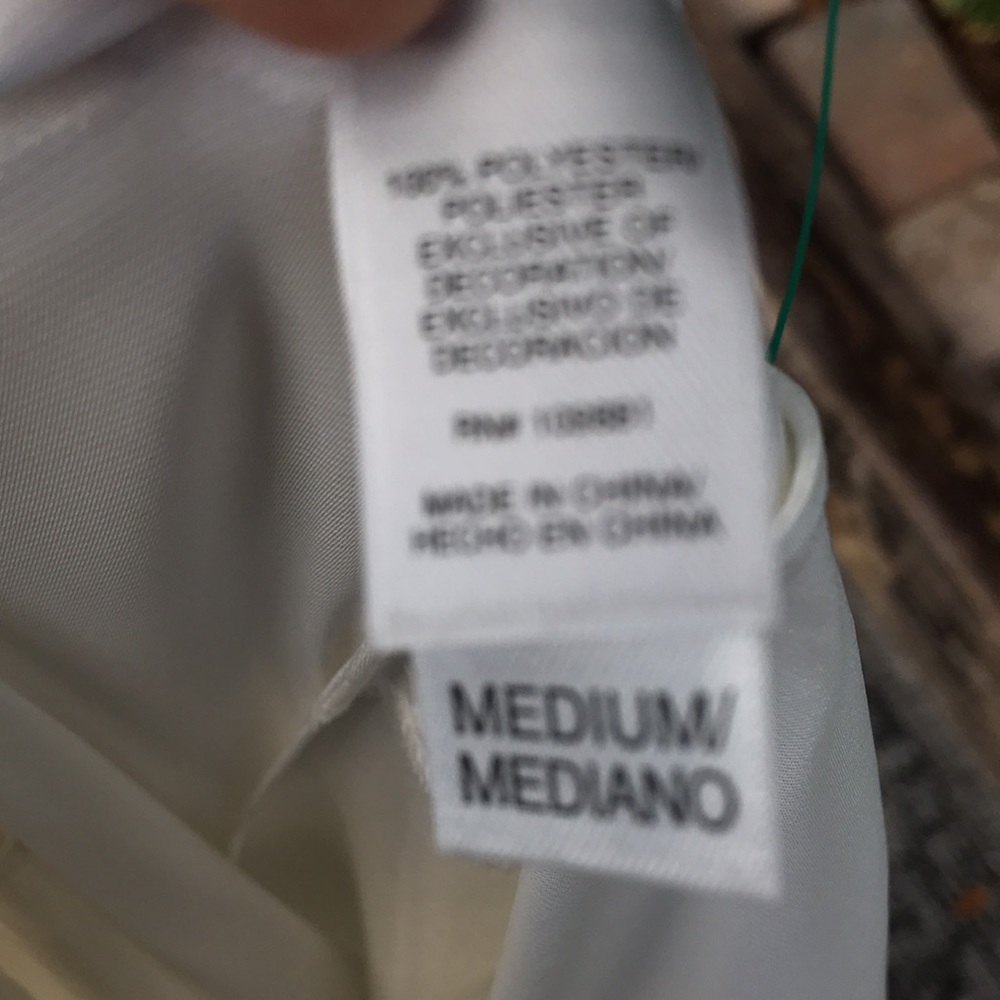 100% POLYESTER/
POLIESTER
EXCLUSIVE OF
DECORATION/
EXCLUSIVO DE
DECORACION
RN#
MADE IN CHINA/
HECHO EN CHINA
MEDIUM/
MEDIANO